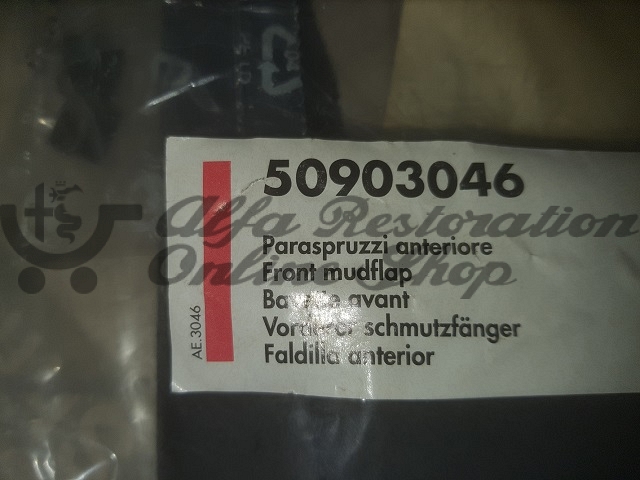 50903046
Alfa Restoration
Online Shop
Paraspruzzi anteriore
Front mudflap
avant
schmutzfänger
Faldilla anterior
AE.3046